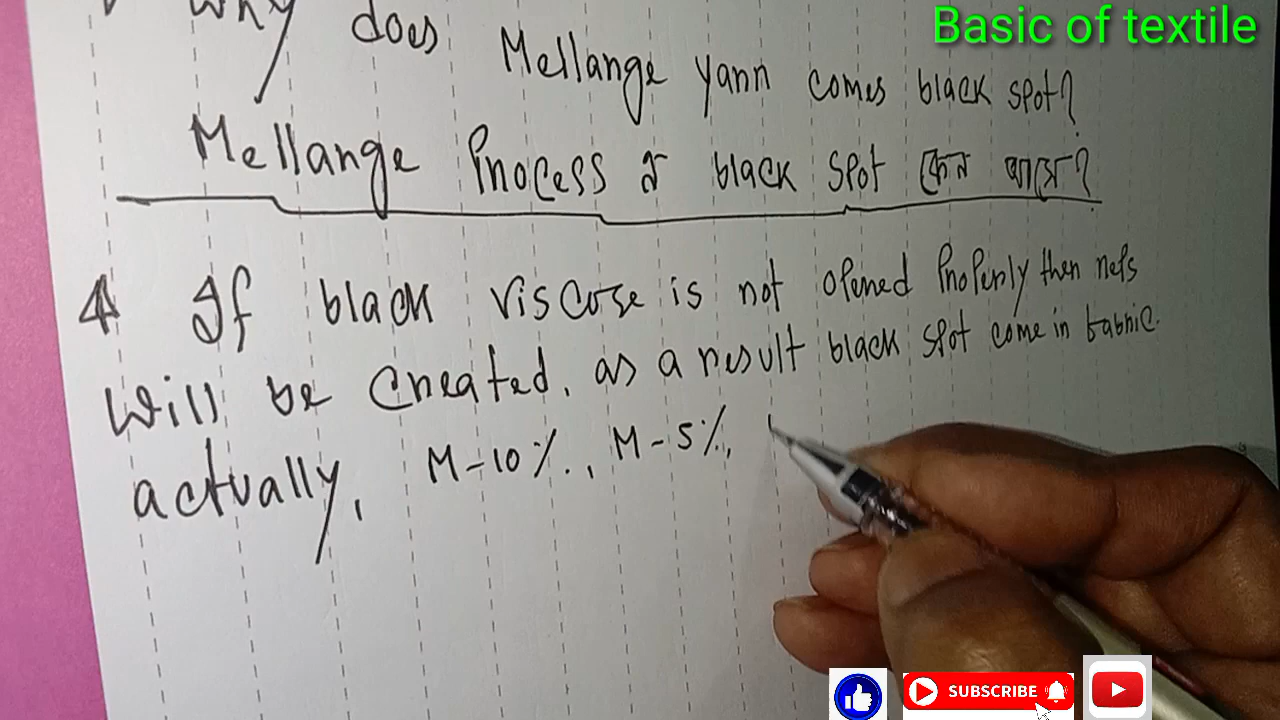 Basic of textile
Why does Mellange yarn comes black spot?
Mellange Process এ black spot কেন আসে?
If black viscose is not opened Properly then neps
will be created. as a result black spot come in fabric.
actually, M-10%., M-5%,
SUBSCRIBE